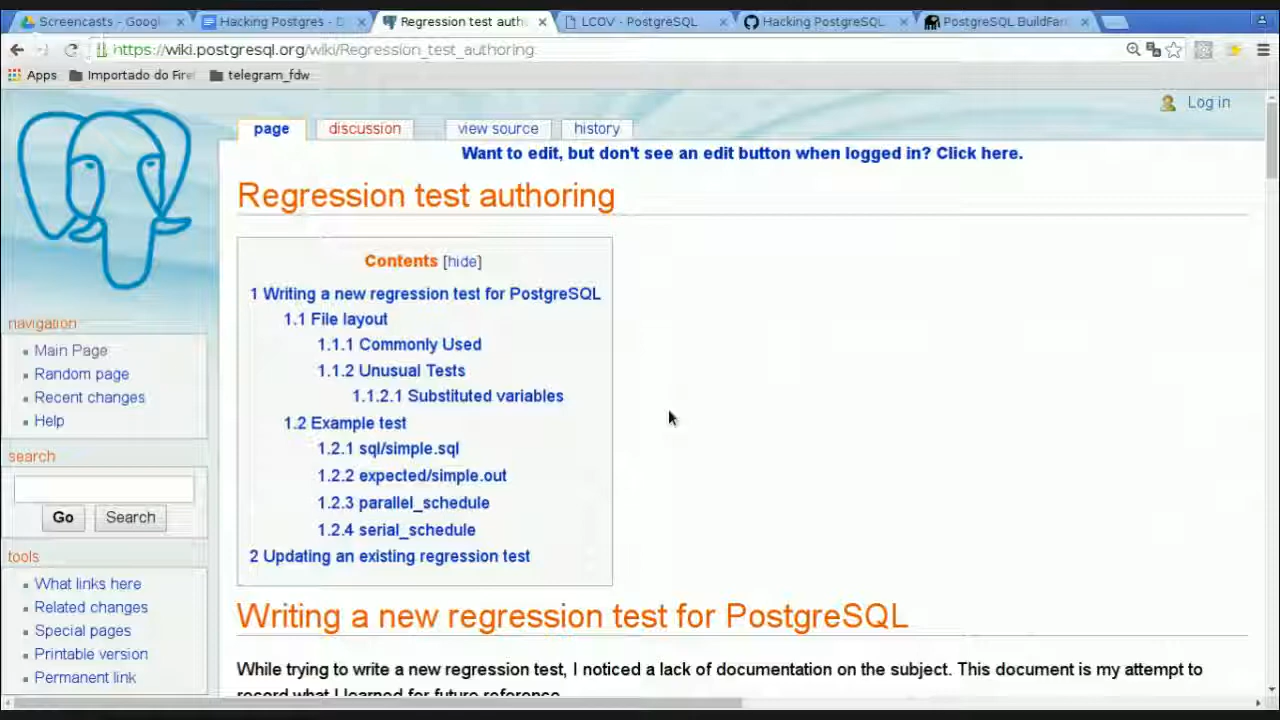 Screencasts - Googl
Hacking Postgres - D
Regression test auth
LCOV - PostgreSQL
Hacking PostgreSQL
PostgreSQL BuildFar
https://wiki.postgresql.org/wiki/Regression_test_authoring
Apps
Importado do Fire
telegram_fdw
Log in
page
discussion
view source
history
Want to edit, but don't see an edit button when logged in? Click here.
Regression test authoring
Contents [hide]
1 Writing a new regression test for PostgreSQL
1.1 File layout
1.1.1 Commonly Used
1.1.2 Unusual Tests
1.1.2.1 Substituted variables
1.2 Example test
1.2.1 sql/simple.sql
1.2.2 expected/simple.out
1.2.3 parallel_schedule
1.2.4 serial_schedule
2 Updating an existing regression test
navigation
Main Page
Random page
Recent changes
Help
search
Go
Search
tools
What links here
Related changes
Special pages
Printable version
Permanent link
Writing a new regression test for PostgreSQL
While trying to write a new regression test, I noticed a lack of documentation on the subject. This document is my attempt to
record what I learned for future reference.